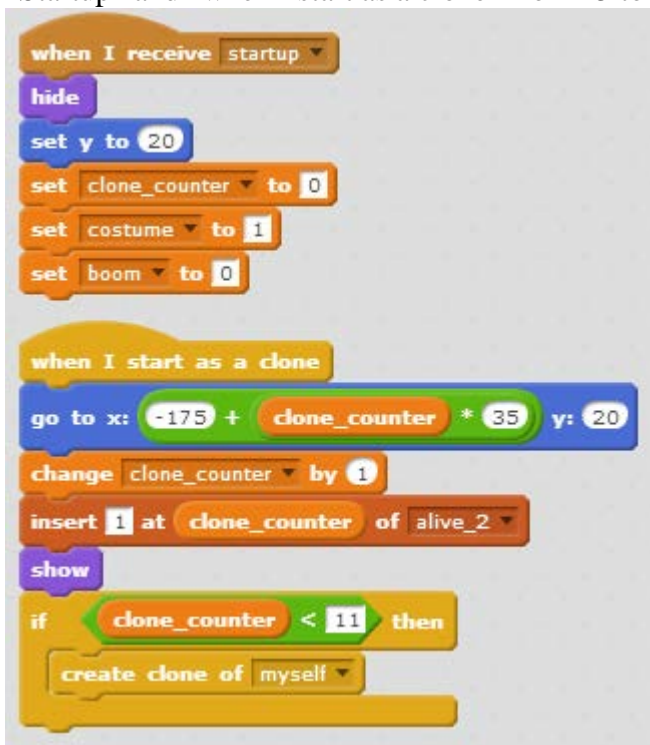 when I receive startup
hide
set y to 20
set clone_counter to 0
set costume to 1
set boom to 0
when I start as a clone
go to x: -175 + clone_counter * 35 y: 20
change clone_counter by 1
insert 1 at clone_counter of alive_2
show
if clone_counter < 11 then
create clone of myself